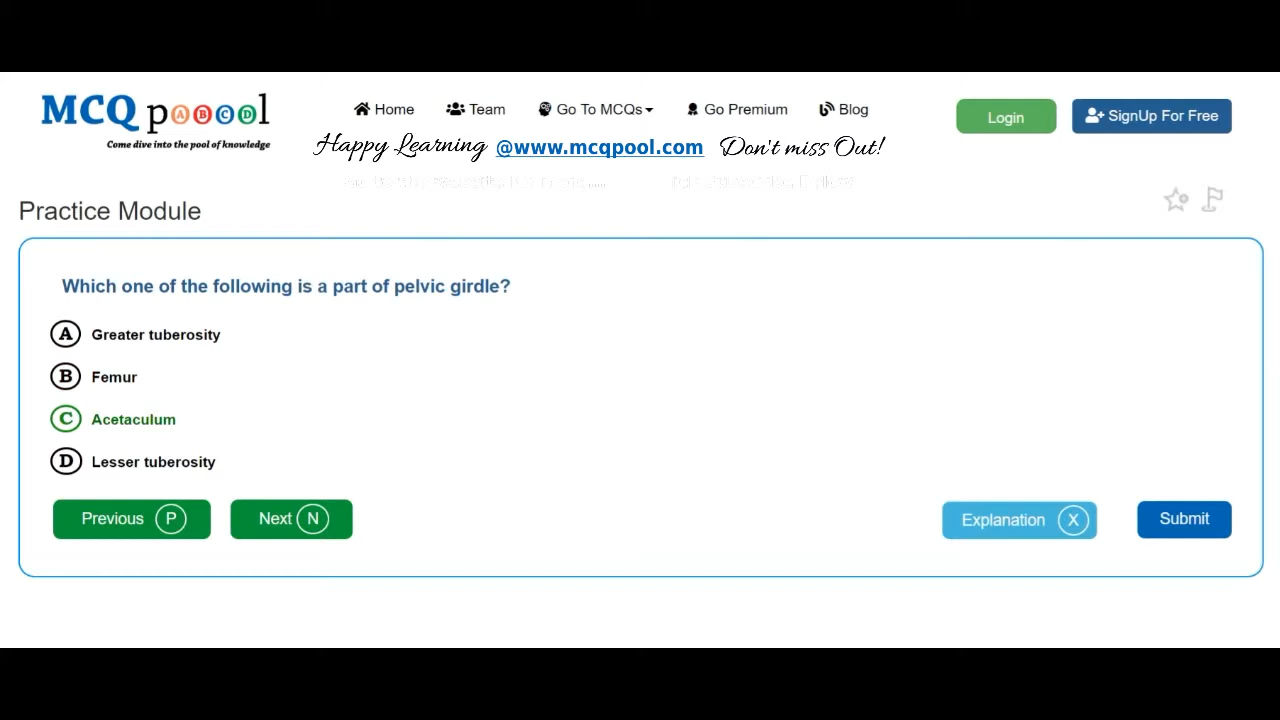 MCQ pooool
Come dive into the pool of knowledge
Home Team Go To MCQs Go Premium Blog
Login SignUp For Free
Happy Learning @www.mcqpool.com Don't miss Out!
Practice Module
Which one of the following is a part of pelvic girdle?
A Greater tuberosity
B Femur
C Acetaculum
D Lesser tuberosity
Previous P Next N Explanation X Submit